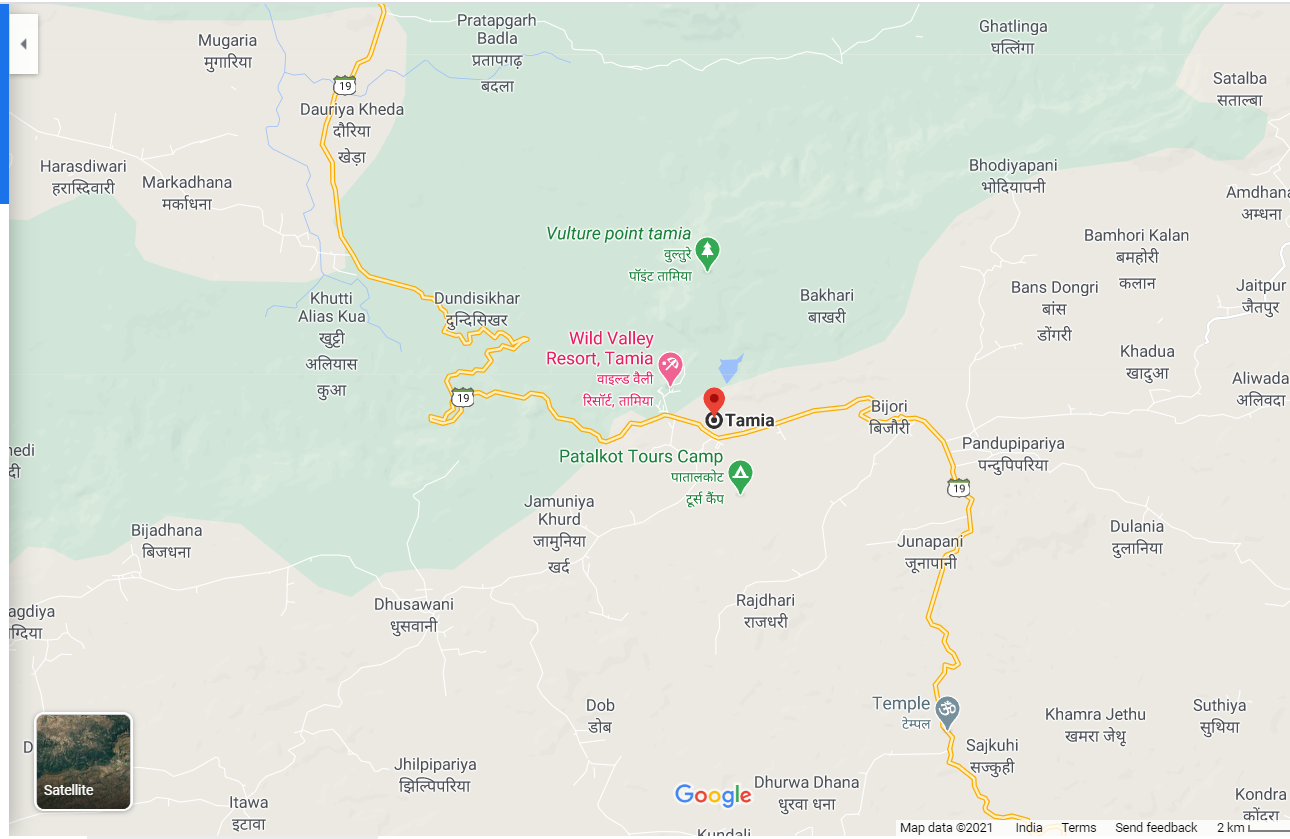 Pratapgarh
Badla
प्रतापगढ़
बदला
Ghatlinga
घत्लिंगा
Mugaria
मुगारिया
Satalba
सताल्बा
19
Dauriya Kheda
दौरिया
खेड़ा
Harasdiwari
हरास्दिवारी
Markadhana
मर्काधना
Bhodiyapani
भोदियापनी
Amdhana
अम्धना
Vulture point tamia
वुल्तुरे
पॉइंट तामिया
Bamhori Kalan
बमहोरी
कलान
Khutti
Alias Kua
खुट्टी
अलियास
कुआ
Dundisikhar
दुन्दिसिखर
Bakhari
बाखरी
Bans Dongri
बांस
डोंगरी
Jaitpur
जैतपुर
Wild Valley
Resort, Tamia
वाइल्ड वैली
रिसॉर्ट, तामिया
Khadua
खादुआ
Aliwada
अलिवदा
19
Tamia
Bijori
बिजौरी
Pandupipariya
पन्दुपिपरिया
nedi
दी
Patalkot Tours Camp
पातालकोट
टूर्स कैंप
19
Jamuniya
Khurd
जामुनिया
खर्द
Bijadhana
बिजधना
Junapani
जूनापानी
Dulania
दुलानिया
agdiya
ग्दिया
Dhusawani
धुसवानी
Rajdhari
राजधरी
Dob
डोब
Temple
टेम्पल
Khamra Jethu
खमरा जेथू
Suthiya
सुथिया
D
Satellite
Sajkuhi
सज्कुही
Jhilpipariya
झिल्पिपरिया
Google
Dhurwa Dhana
धुरवा धना
Itawa
इटावा
Kondra
कोंदरा
Kundali
Map data ©2021 India Terms Send feedback 2 km